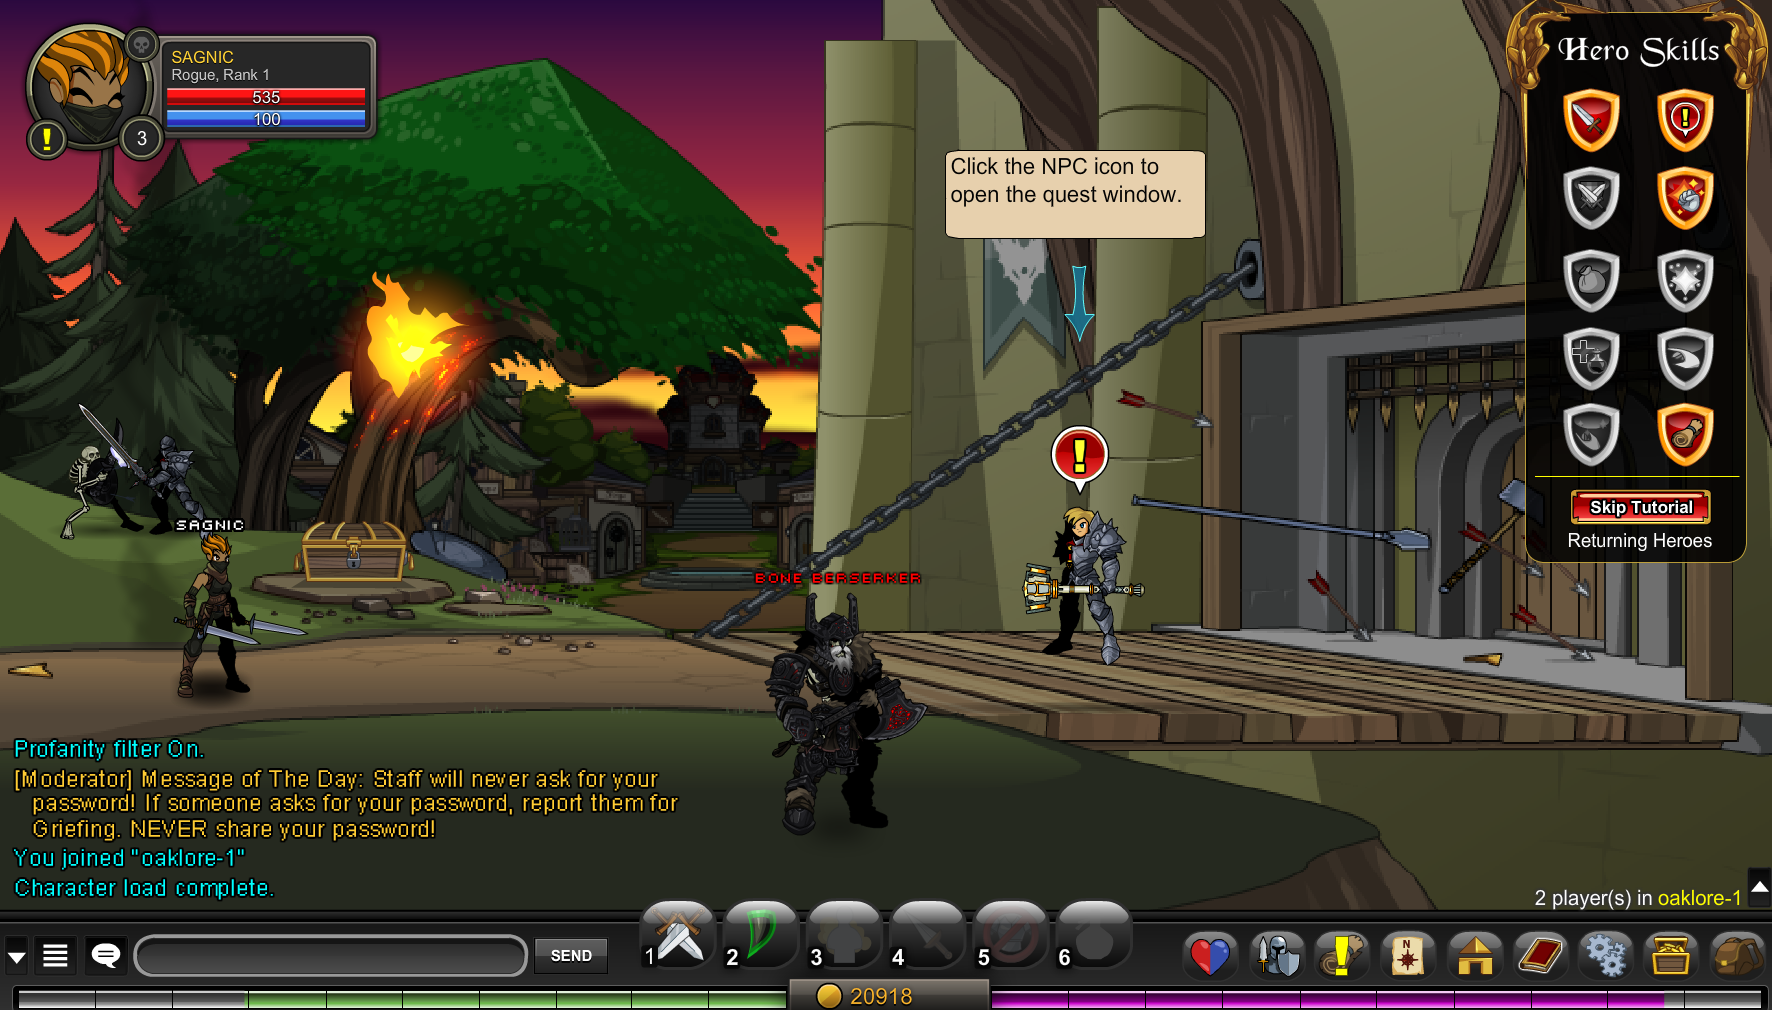 SAGNIC
Rogue, Rank 1
535
100
3
Hero Skills
Click the NPC icon to
open the quest window.
Skip Tutorial
Returning Heroes
SAGNIC
BONE BERSERKER
Profanity filter On.
[Moderator] Message of The Day: Staff will never ask for your
password! If someone asks for your password, report them for
Griefing. NEVER share your password!
You joined "oaklore-1"
Character load complete.
2 player(s) in oaklore-1
SEND
1 2 3 4 5 6
N
20918